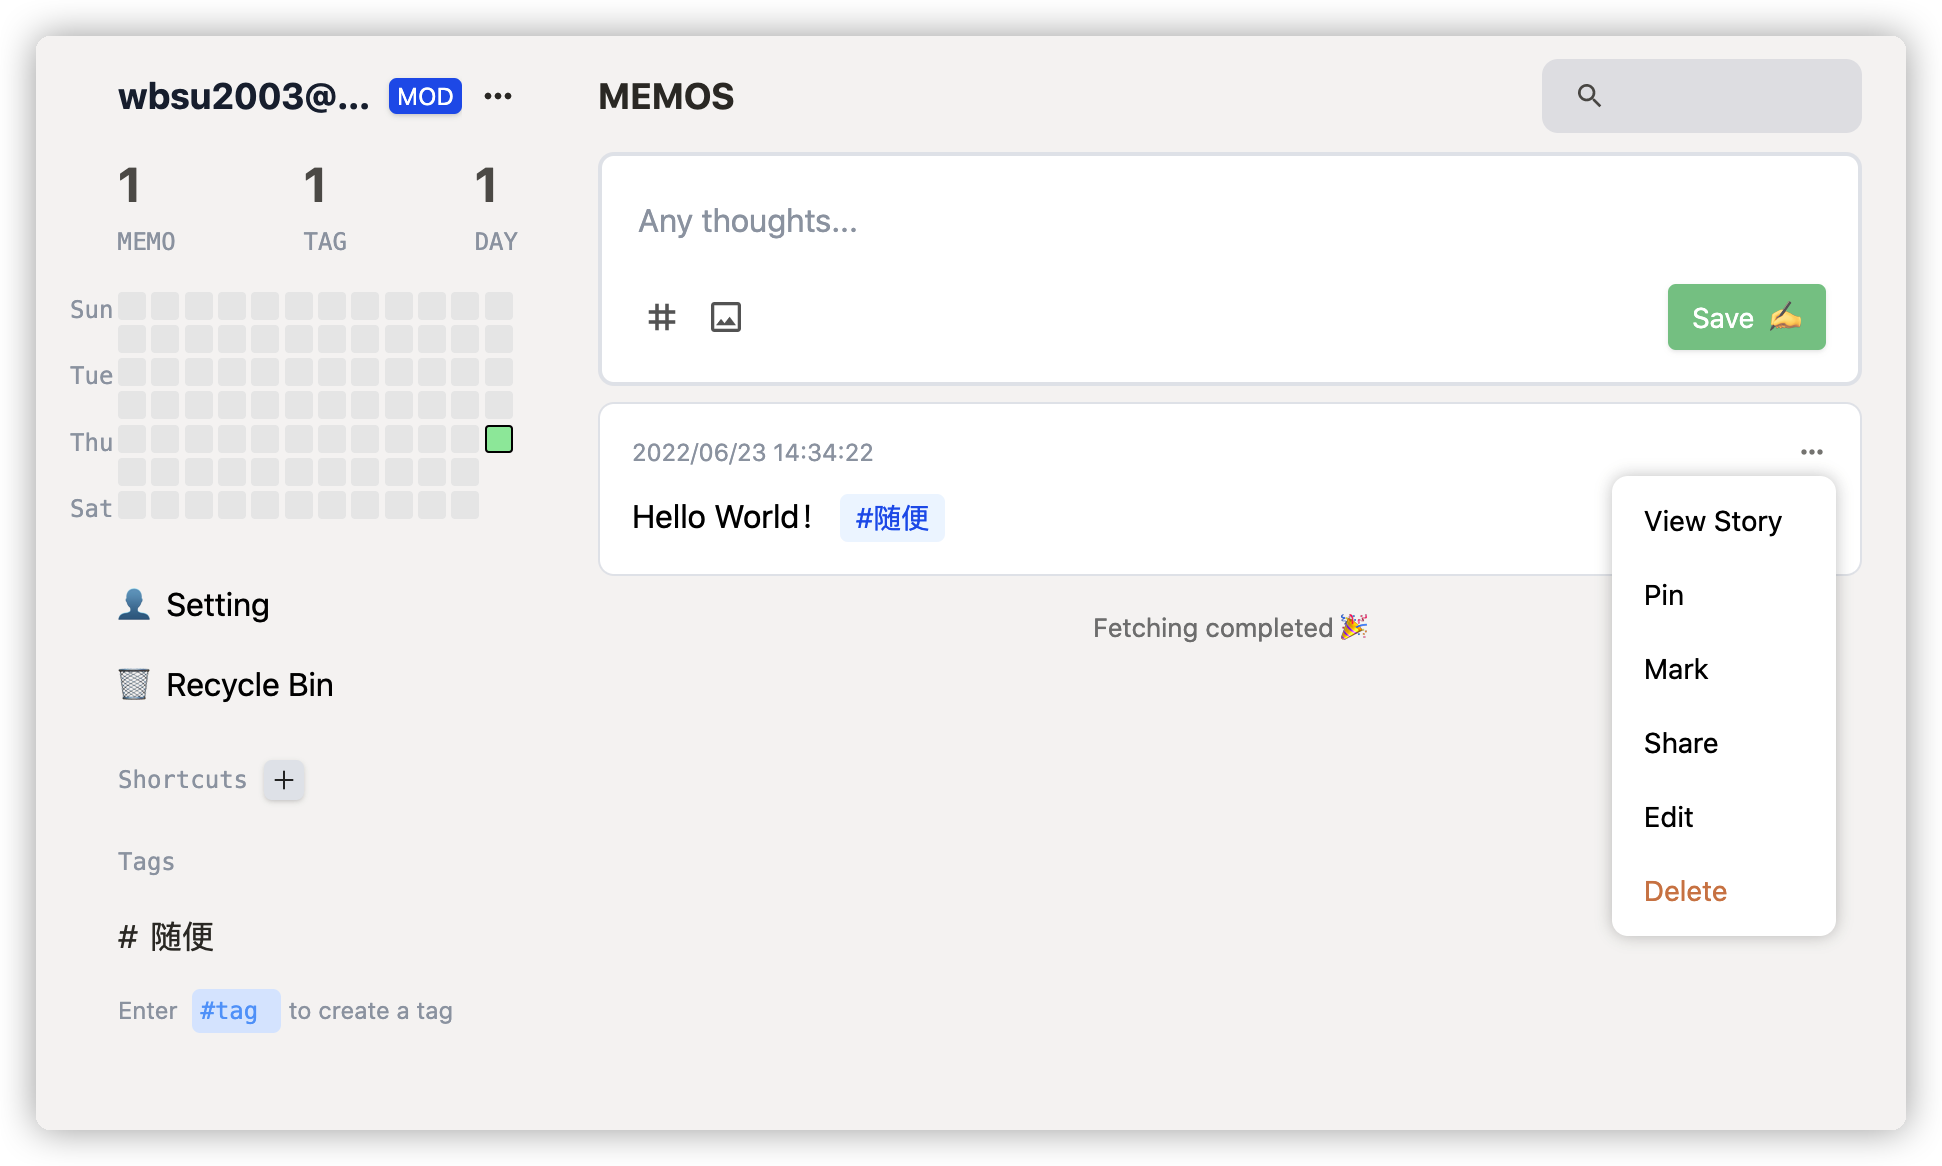 wbsu2003@... MOD
1 1 1
MEMO TAG DAY
Sun
Tue
Thu
Sat
Setting
Recycle Bin
Shortcuts +
Tags
# 随便
Enter #tag to create a tag
MEMOS
Any thoughts...
Save
2022/06/23 14:34:22
Hello World! #随便
Fetching completed 🎉
View Story
Pin
Mark
Share
Edit
Delete